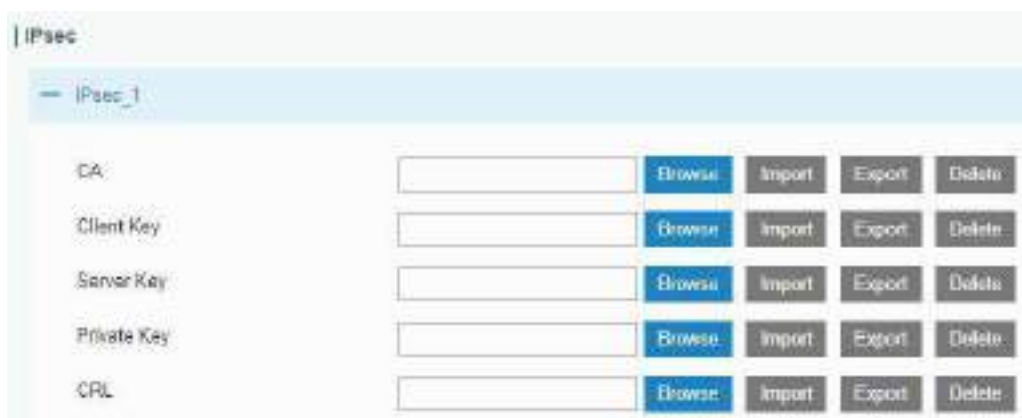 IPsec
IPsec_1
CA Browse Import Export Delete
Client Key Browse Import Export Delete
Server Key Browse Import Export Delete
Private Key Browse Import Export Delete
CRL Browse Import Export Delete